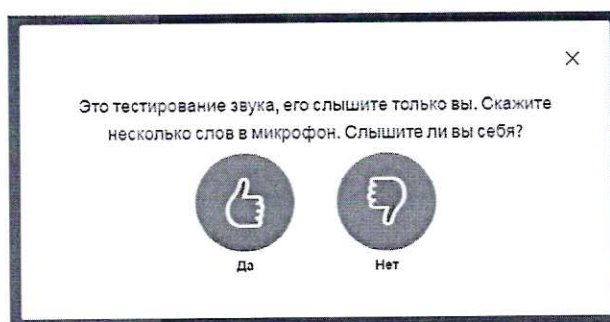 Это тестирование звука, его слышите только вы. Скажите
несколько слов в микрофон. Слышите ли вы себя?
Да
Нет